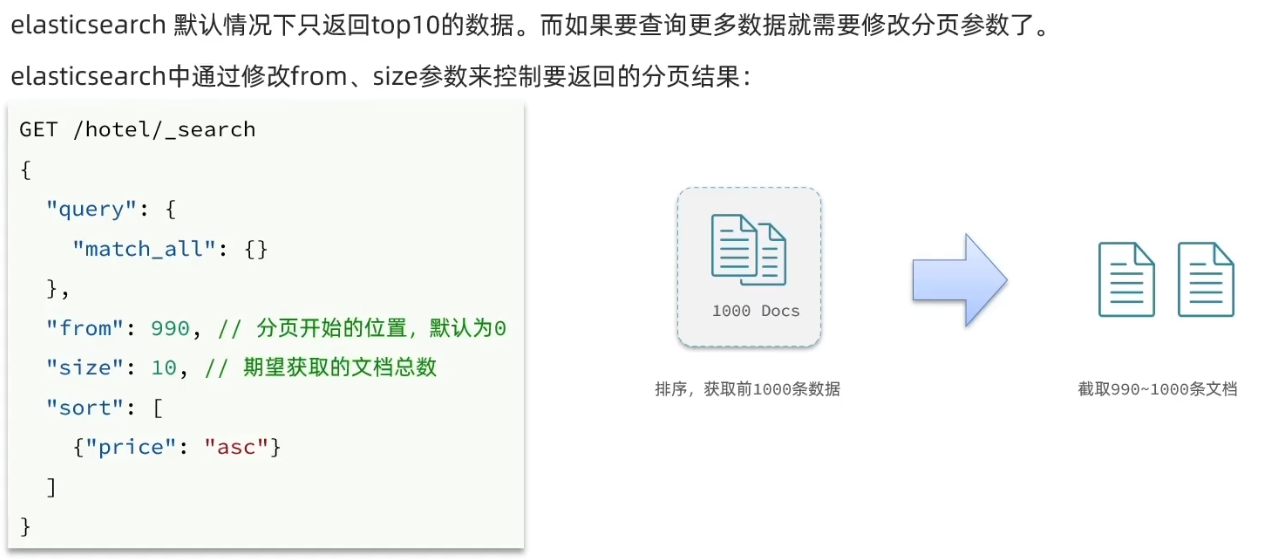 elasticsearch 默认情况下只返回top10的数据。而如果要查询更多数据就需要修改分页参数了。
elasticsearch中通过修改from、size参数来控制要返回的分页结果：
GET /hotel/_search
{
  "query": {
    "match_all": {}
  },
  "from": 990, // 分页开始的位置，默认为0
  "size": 10, // 期望获取的文档总数
  "sort": [
    {"price": "asc"}
  ]
}
1000 Docs
排序，获取前1000条数据
截取990~1000条文档